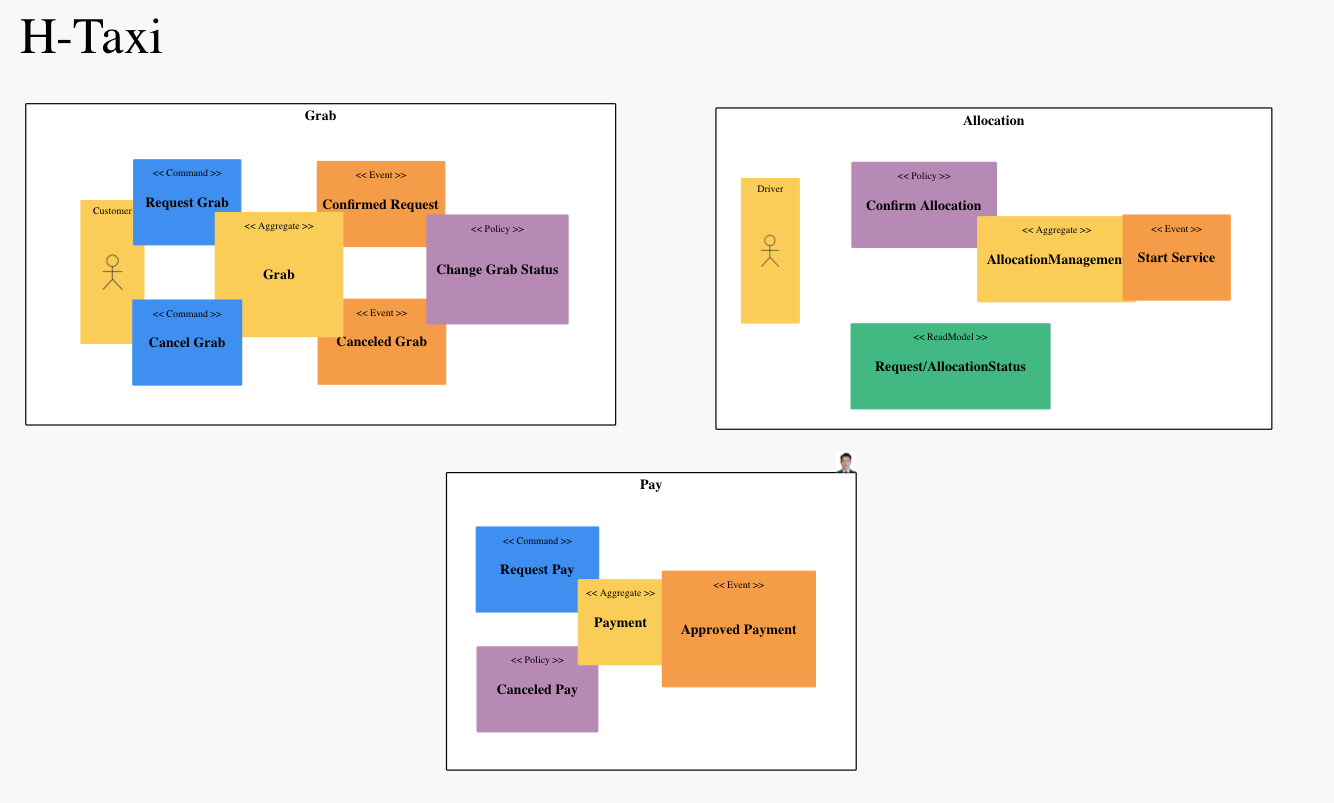 H-Taxi
Grab
<< Command >>
Request Grab
<< Event >>
Confirmed Request
Customer
<< Aggregate >>
Grab
<< Policy >>
Change Grab Status
<< Command >>
Cancel Grab
<< Event >>
Canceled Grab
Allocation
Driver
<< Policy >>
Confirm Allocation
<< Aggregate >>
AllocationManagemen
<< Event >>
Start Service
<< ReadModel >>
Request/AllocationStatus
Pay
<< Command >>
Request Pay
<< Aggregate >>
Payment
<< Event >>
Approved Payment
<< Policy >>
Canceled Pay